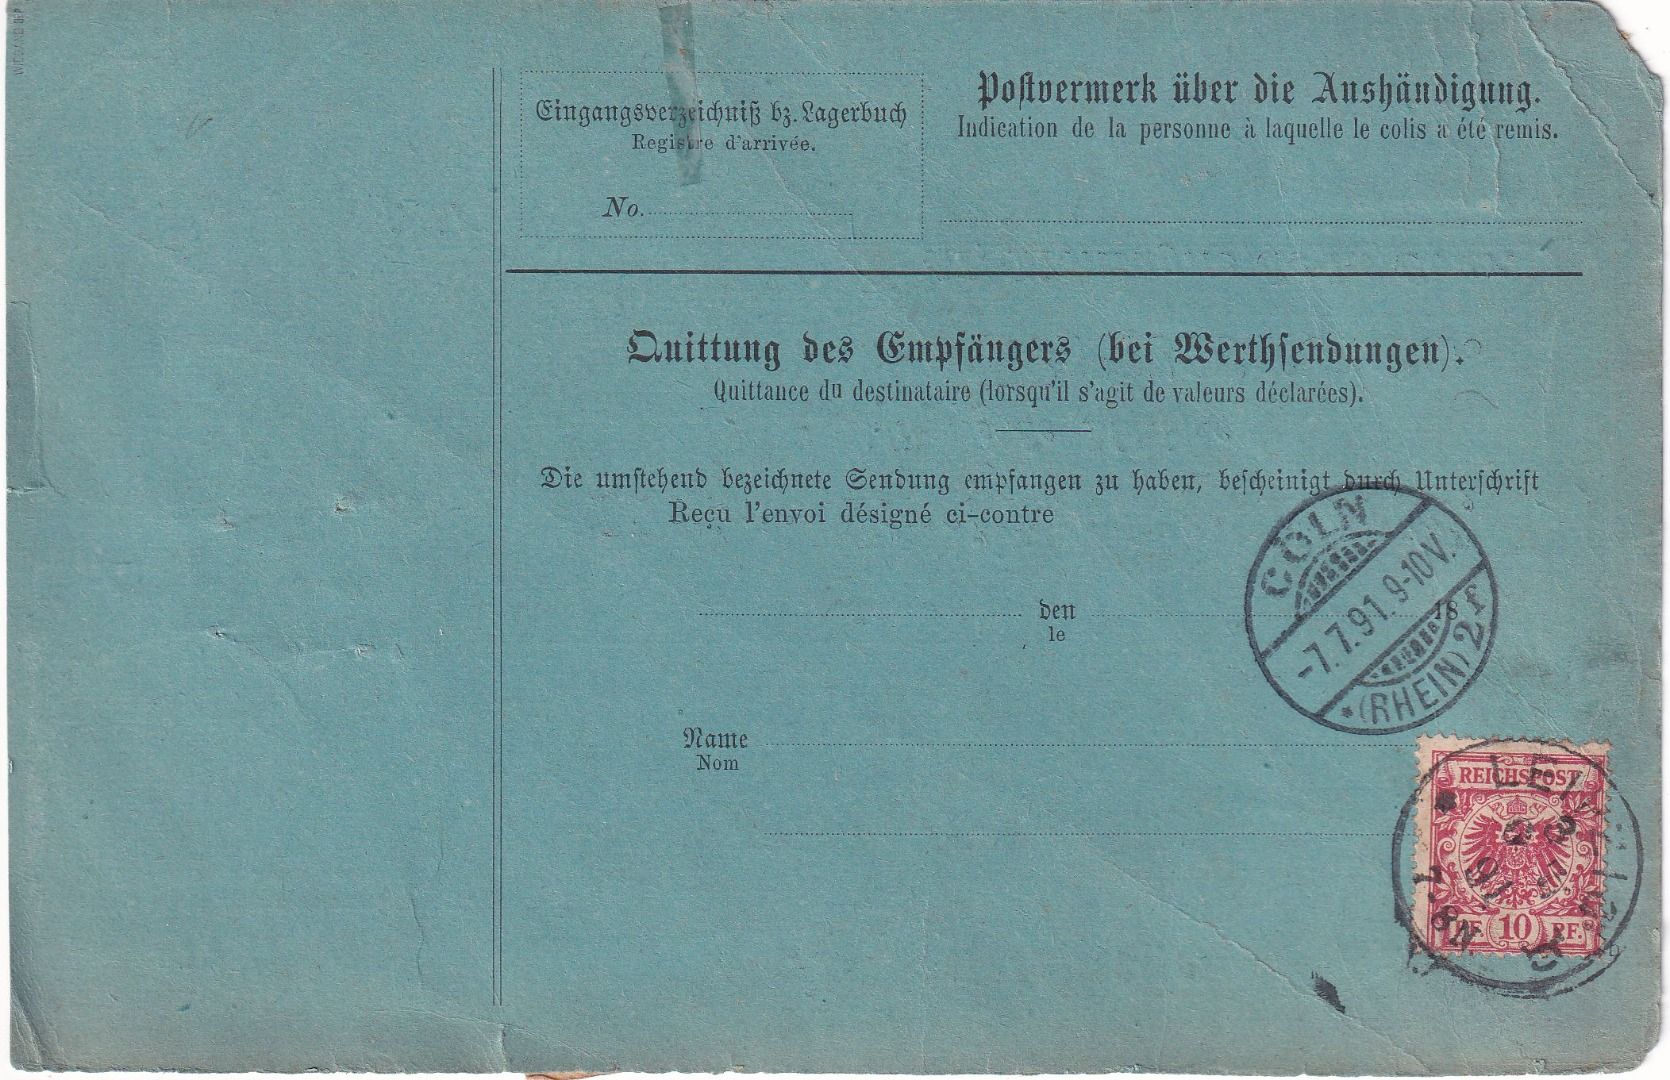 Eingangsverzeichniß bz. Lagerbuch
Registre d'arrivée.
No.
Postvermerk über die Aushändigung.
Indication de la personne à laquelle le colis a été remis.
Quittung des Empfängers (bei Werthsendungen).
Quittance du destinataire (lorsqu'il s'agit de valeurs déclarées).
Die umstehend bezeichnete Sendung empfangen zu haben, bescheinigt durch Unterschrift
Reçu l'envoi désigné ci-contre
den 18
le
CÖLN
-7.7.91.9-10V.
*(RHEIN) 2f
Name
Nom
REICHSPOST
PF. 10 PF.
7-8N